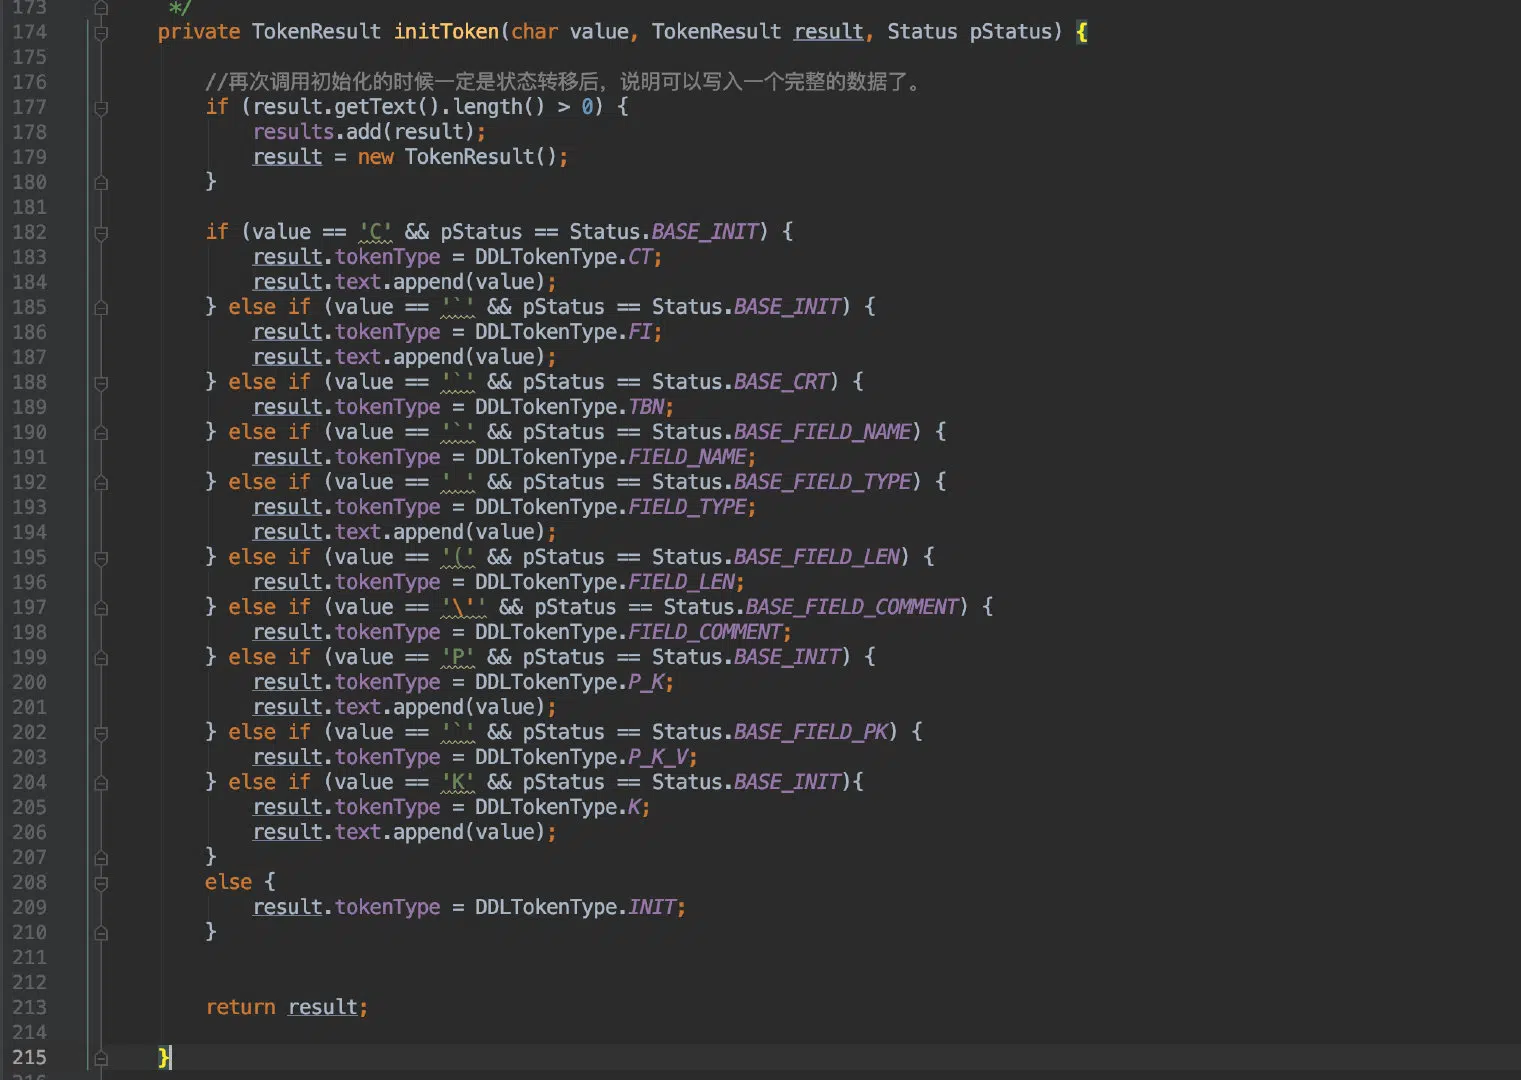 173 */
174 private TokenResult initToken(char value, TokenResult result, Status pStatus) {
175
176 //再次调用初始化的时候一定是状态转移后，说明可以写入一个完整的数据了。
177 if (result.getText().length() > 0) {
178 results.add(result);
179 result = new TokenResult();
180 }
181
182 if (value == 'C' && pStatus == Status.BASE_INIT) {
183 result.tokenType = DDLTokenType.CT;
184 result.text.append(value);
185 } else if (value == '`' && pStatus == Status.BASE_INIT) {
186 result.tokenType = DDLTokenType.FI;
187 result.text.append(value);
188 } else if (value == '`' && pStatus == Status.BASE_CRT) {
189 result.tokenType = DDLTokenType.TBN;
190 } else if (value == '`' && pStatus == Status.BASE_FIELD_NAME) {
191 result.tokenType = DDLTokenType.FIELD_NAME;
192 } else if (value == ' ' && pStatus == Status.BASE_FIELD_TYPE) {
193 result.tokenType = DDLTokenType.FIELD_TYPE;
194 result.text.append(value);
195 } else if (value == '(' && pStatus == Status.BASE_FIELD_LEN) {
196 result.tokenType = DDLTokenType.FIELD_LEN;
197 } else if (value == '\'' && pStatus == Status.BASE_FIELD_COMMENT) {
198 result.tokenType = DDLTokenType.FIELD_COMMENT;
199 } else if (value == 'P' && pStatus == Status.BASE_INIT) {
200 result.tokenType = DDLTokenType.P_K;
201 result.text.append(value);
202 } else if (value == '`' && pStatus == Status.BASE_FIELD_PK) {
203 result.tokenType = DDLTokenType.P_K_V;
204 } else if (value == 'K' && pStatus == Status.BASE_INIT){
205 result.tokenType = DDLTokenType.K;
206 result.text.append(value);
207 }
208 else {
209 result.tokenType = DDLTokenType.INIT;
210 }
211
212
213 return result;
214
215 }